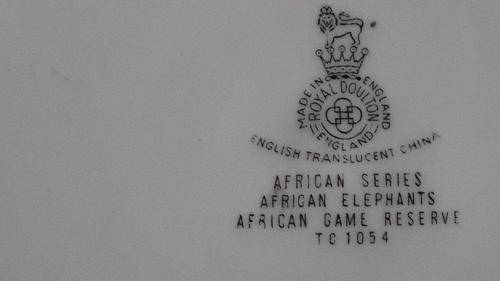 MADE IN ENGLAND
ROYAL DOULTON
ENGLAND
ENGLISH TRANSLUCENT CHINA
AFRICAN SERIES
AFRICAN ELEPHANTS
AFRICAN GAME RESERVE
TC 1054